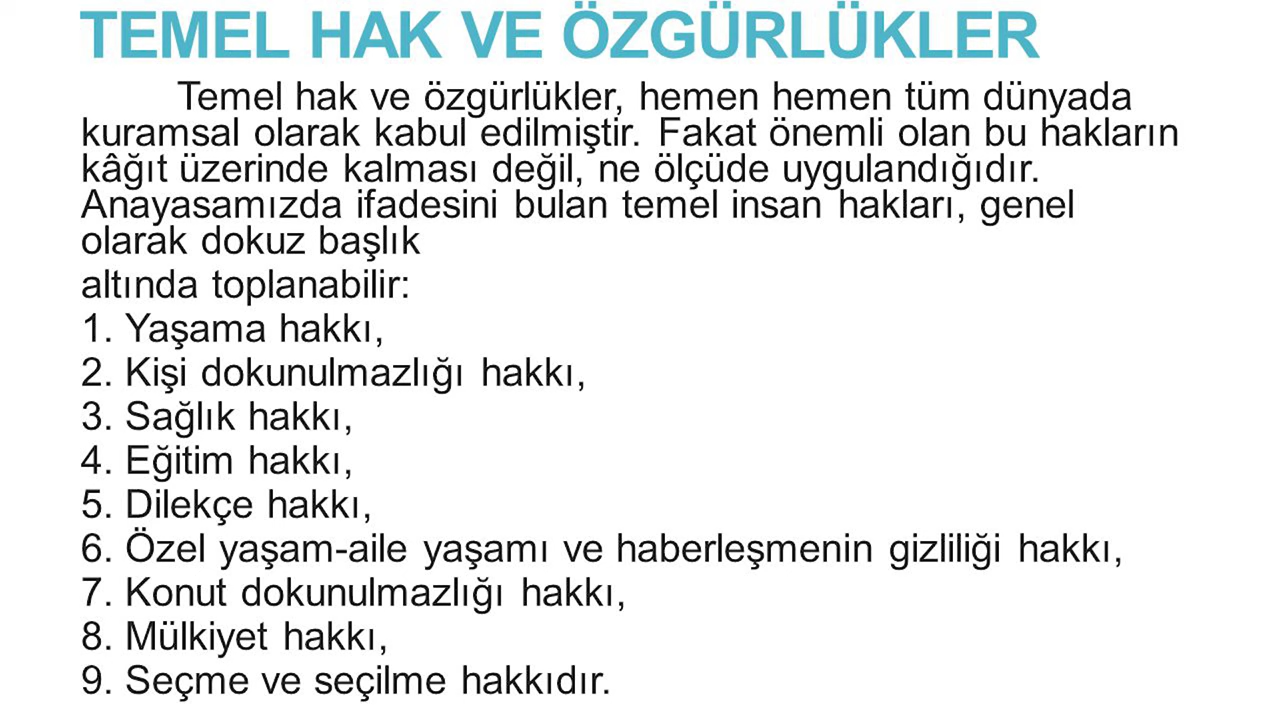 TEMEL HAK VE ÖZGÜRLÜKLER
Temel hak ve özgürlükler, hemen hemen tüm dünyada
kuramsal olarak kabul edilmiştir. Fakat önemli olan bu hakların
kâğıt üzerinde kalması değil, ne ölçüde uygulandığıdır.
Anayasamızda ifadesini bulan temel insan hakları, genel
olarak dokuz başlık
altında toplanabilir:
1. Yaşama hakkı,
2. Kişi dokunulmazlığı hakkı,
3. Sağlık hakkı,
4. Eğitim hakkı,
5. Dilekçe hakkı,
6. Özel yaşam-aile yaşamı ve haberleşmenin gizliliği hakkı,
7. Konut dokunulmazlığı hakkı,
8. Mülkiyet hakkı,
9. Seçme ve seçilme hakkıdır.